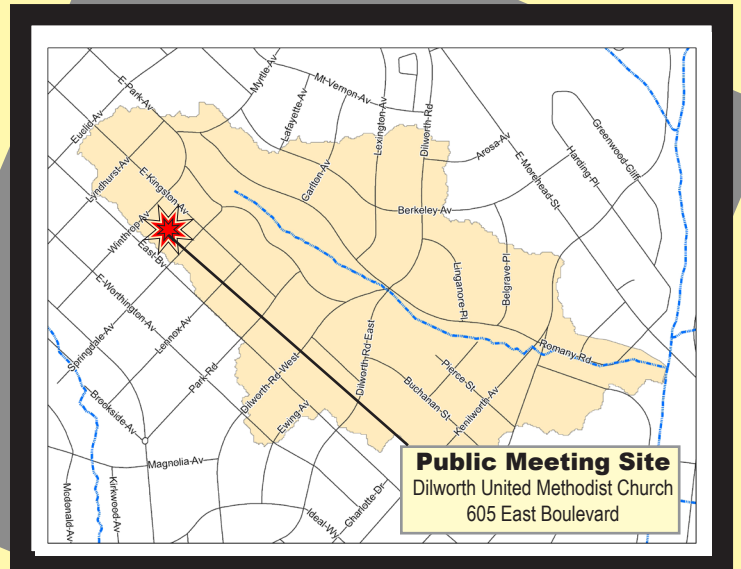 Myrtle-Av
Mt-Vernon-Av
E-Park-Av
Lafayette-Av
Lexington-Av
Dilworth-Rd
Euclid-Av
Greenwood-Cliff
Arosa-Av
E-Morehead-St
Harding-Pl
Lyndhurst-Av
E-Kingston-Av
Carlton-Av
Berkeley-Av
Winthrop-Av
East-Bv
Linganore-Pl
Belgrave-Pl
E-Worthington-Av
Springdale-Av
Lennox-Av
Park-Rd
Dilworth-Rd-West
Dilworth-Rd-East
Romany-Rd
Pierce-St
Buchanan-St
Kenilworth-Av
Brookside-Av
Ewing-Av
Magnolia-Av
Mcdonald-Av
Kirkwood-Av
Ideal-Wy
Charlotte-Dr
Public Meeting Site
Dilworth United Methodist Church
605 East Boulevard